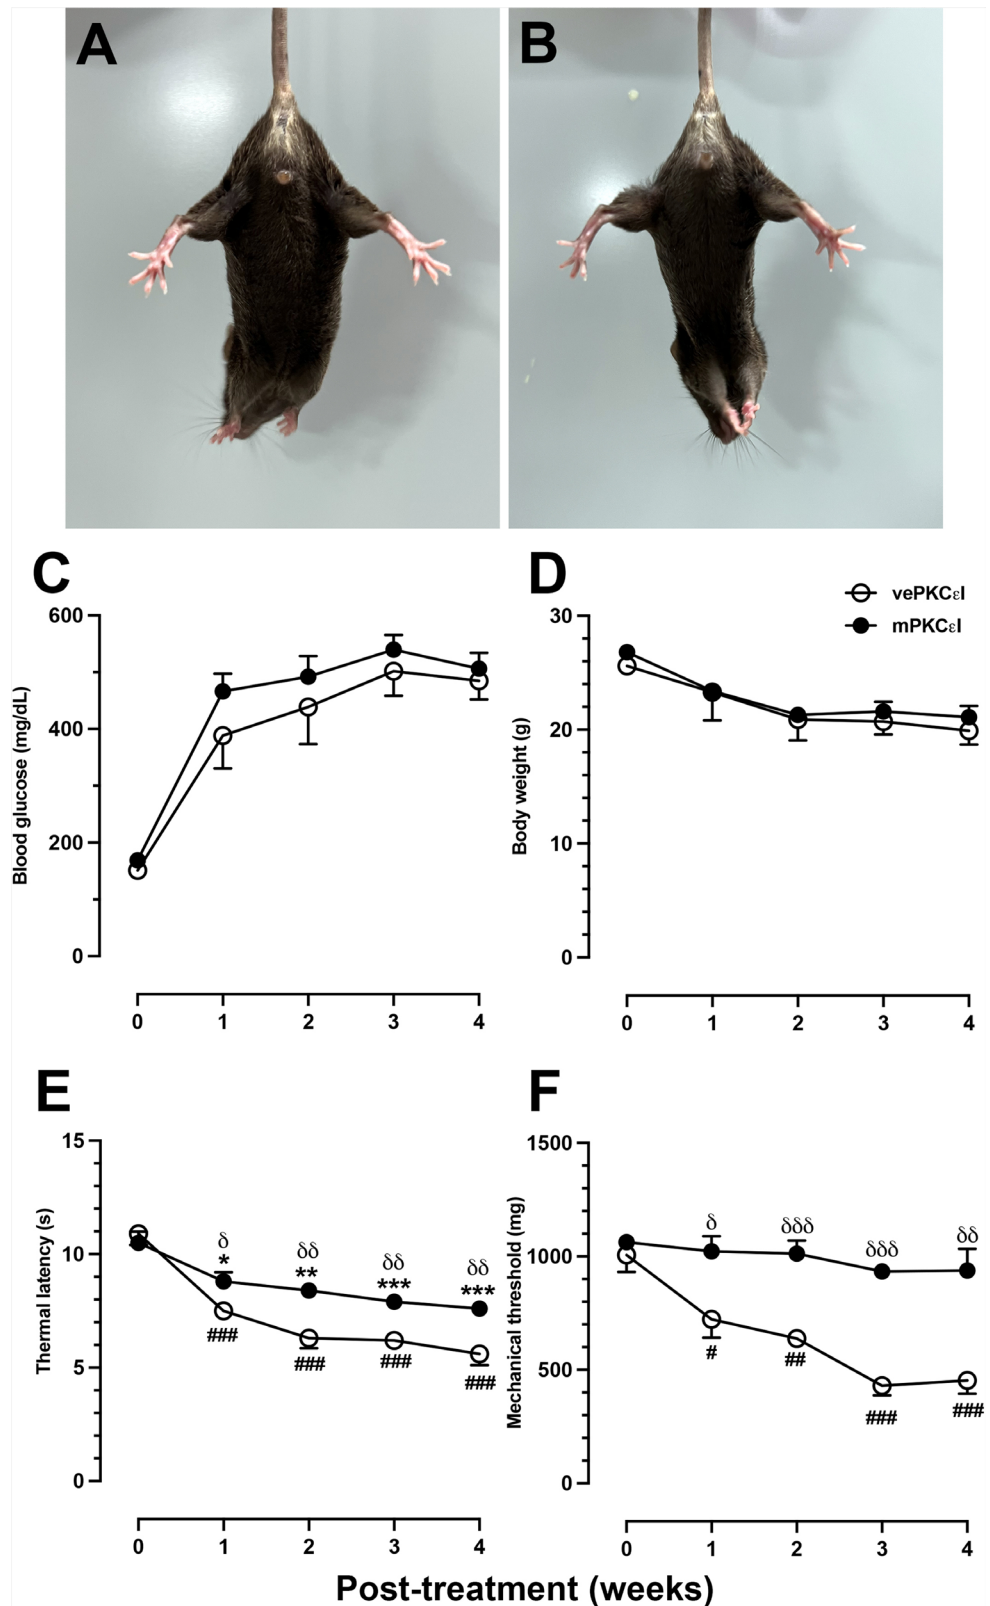 A
B
C
D
vePKCεI
mPKCεI
600
400
200
0
Blood glucose (mg/dL)
0 1 2 3 4
30
20
10
0
Body weight (g)
0 1 2 3 4
E
F
15
10
5
0
Thermal latency (s)
δ δδ δδ δδ
* ** *** ***
### ### ### ###
0 1 2 3 4
1500
1000
500
0
Mechanical threshold (mg)
δ δδδ δδδ δδ
# ## ### ###
0 1 2 3 4
Post-treatment (weeks)